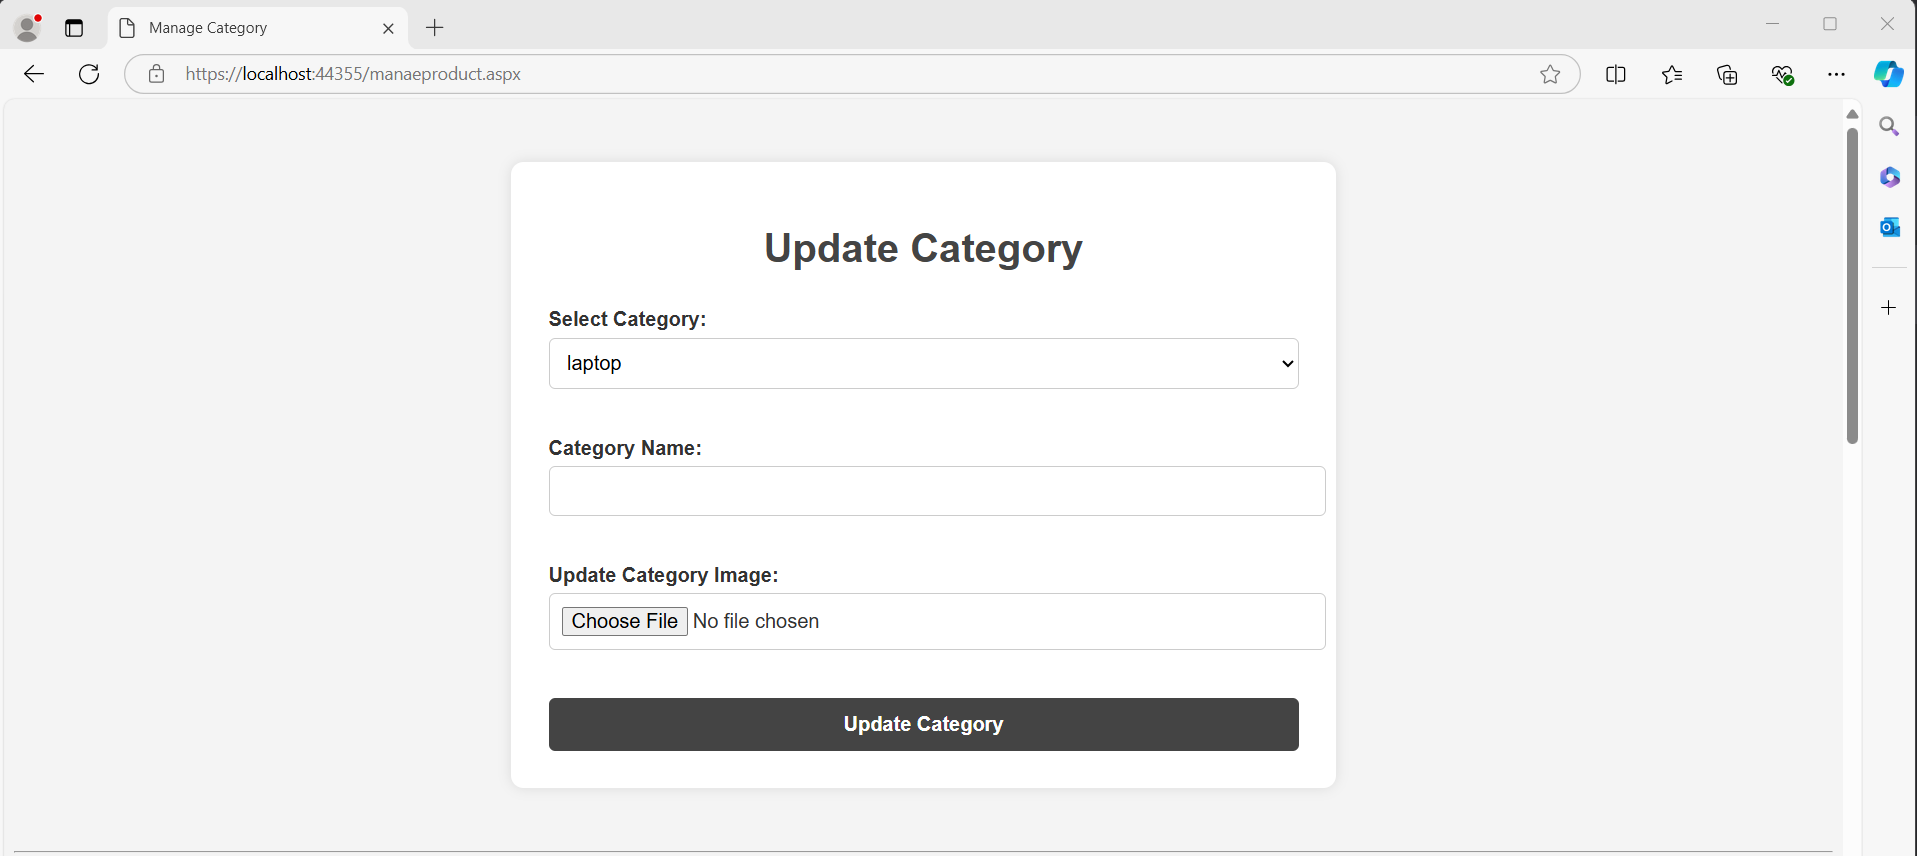 Manage Category
https://localhost:44355/manaeproduct.aspx
Update Category
Select Category:
laptop
Category Name:
Update Category Image:
Choose File No file chosen
Update Category